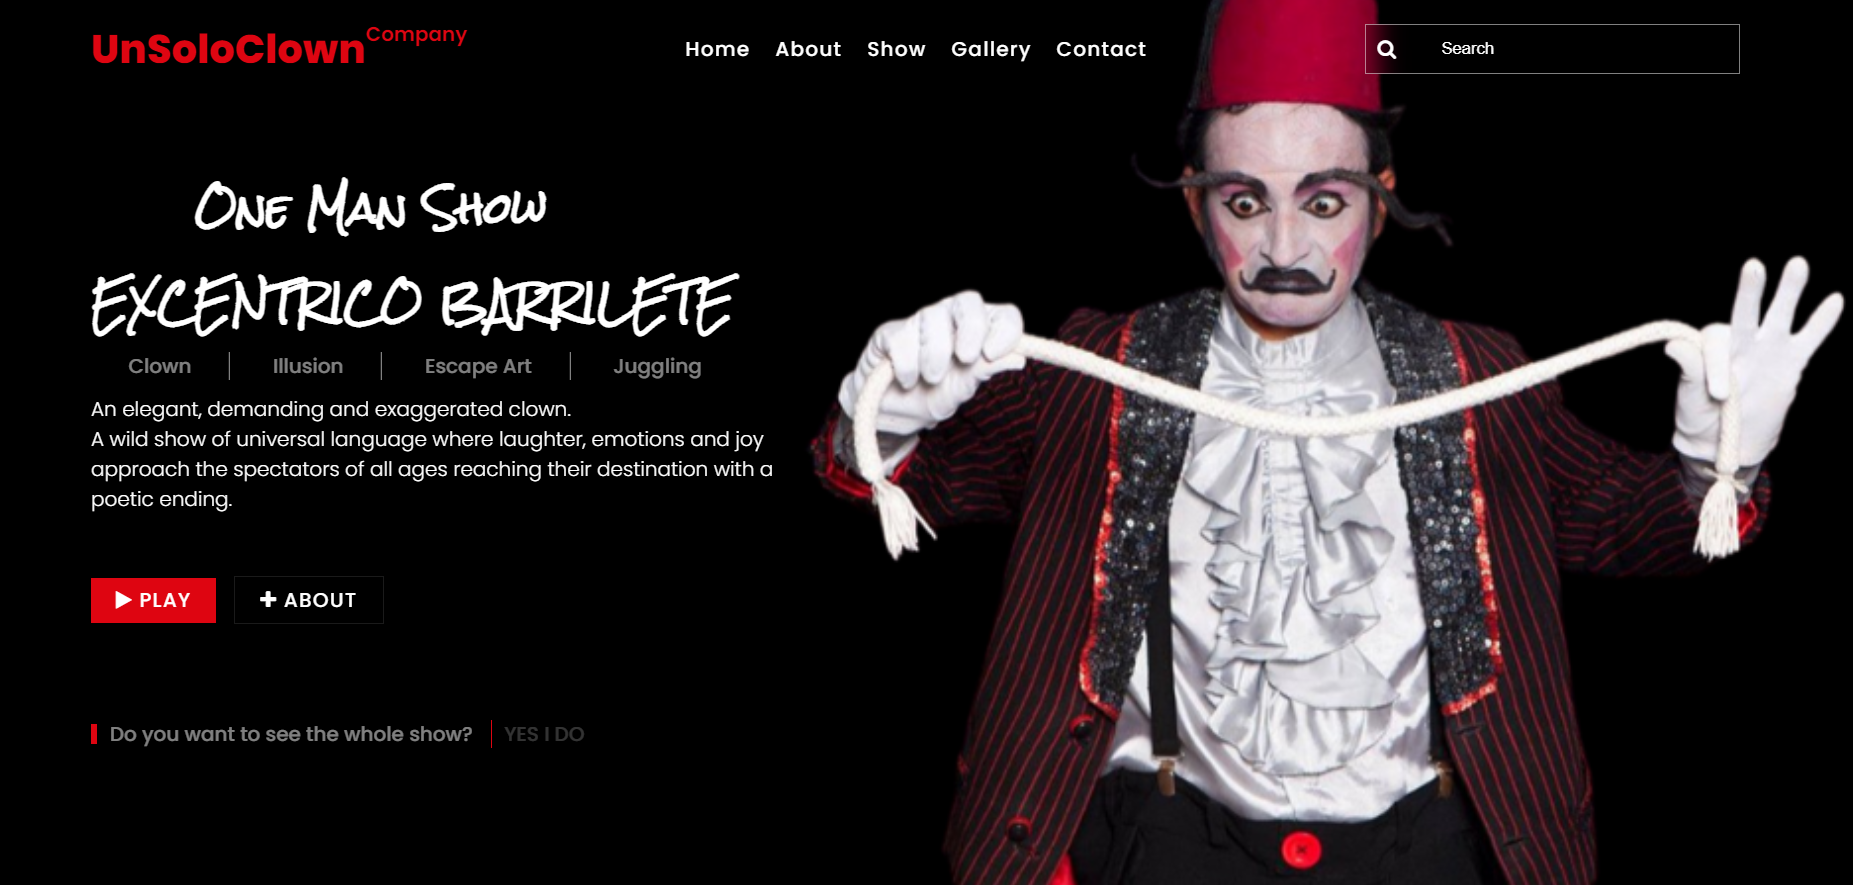 UnSoloClown Company
Home About Show Gallery Contact
Search
One Man Show
EXCENTRICO BARRILETE
Clown Illusion Escape Art Juggling
An elegant, demanding and exaggerated clown.
A wild show of universal language where laughter, emotions and joy
approach the spectators of all ages reaching their destination with a
poetic ending.
PLAY
ABOUT
Do you want to see the whole show? YES I DO